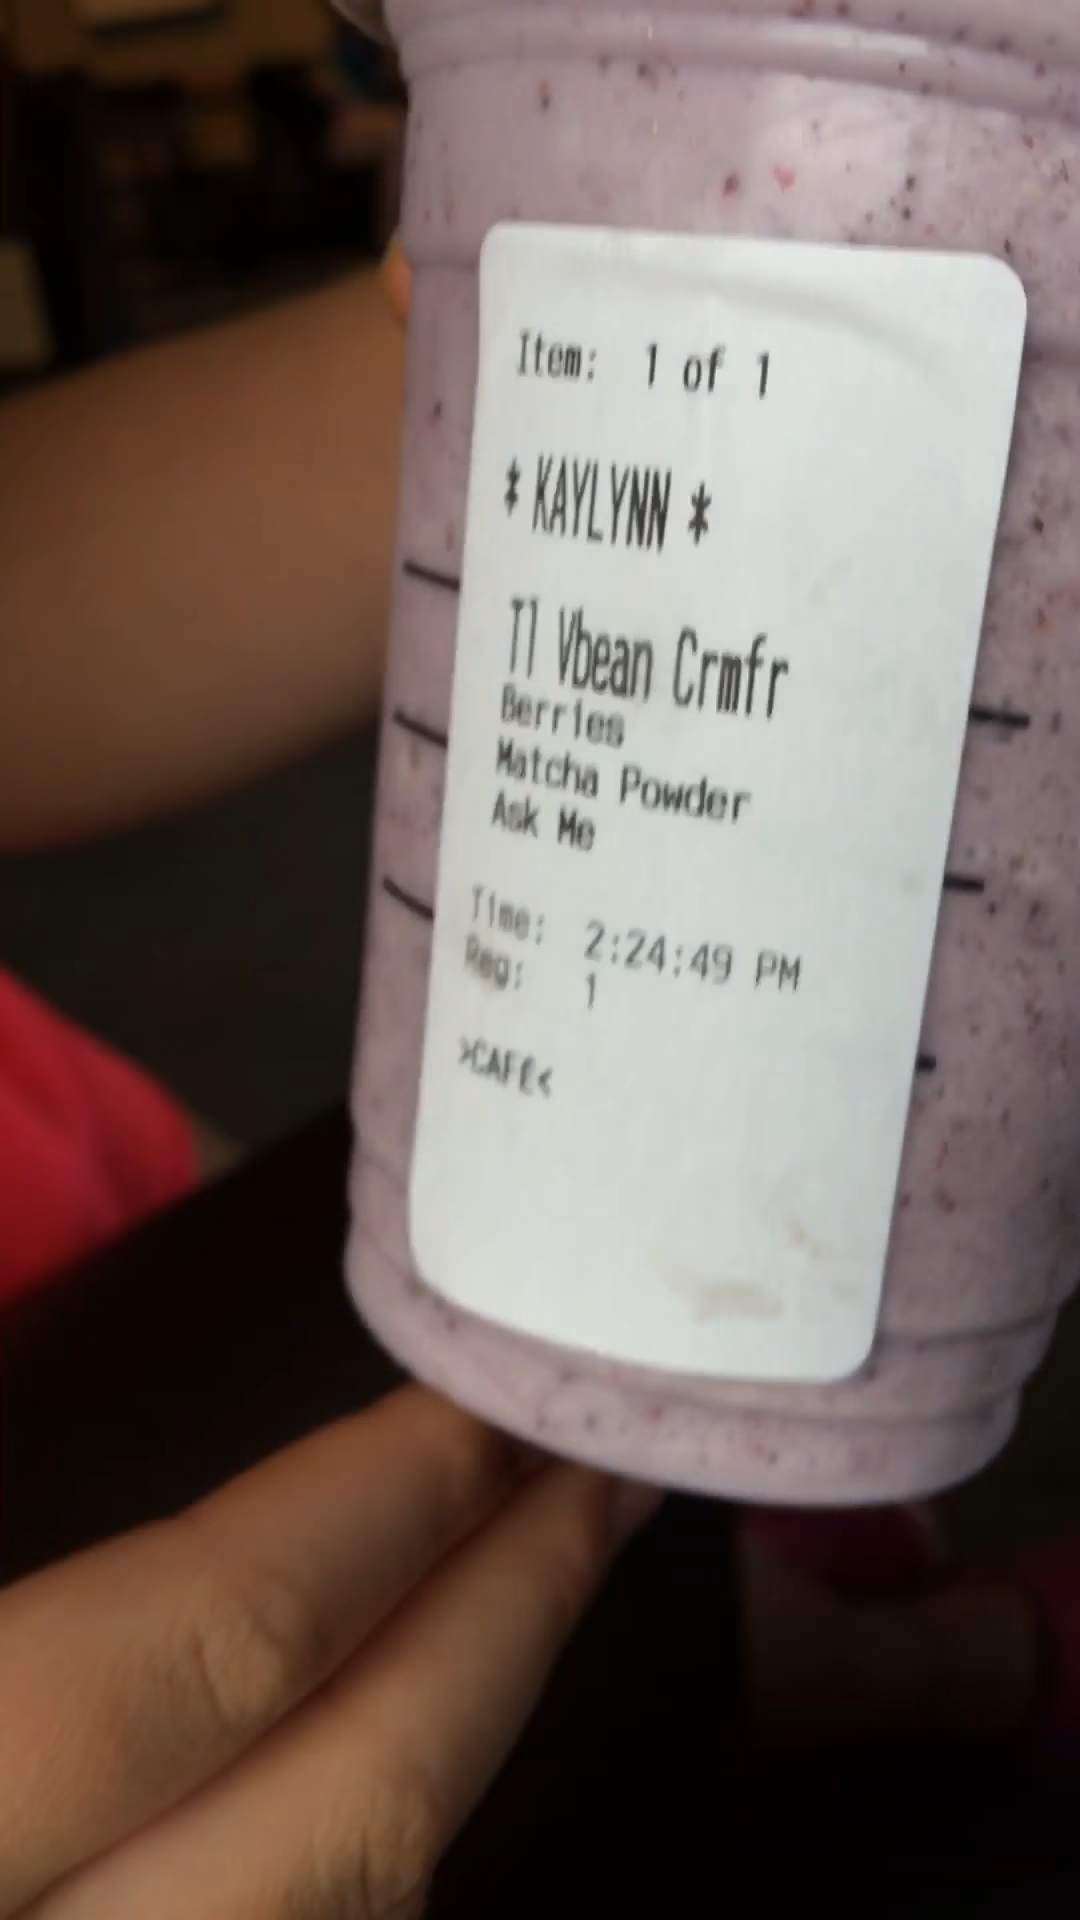 Item: 1 of 1
* KAYLYNN *
Tl Vbean Crmfr
Berries
Matcha Powder
Ask Me
Time: 2:24:49 PM
Reg: 1
>CAFE<